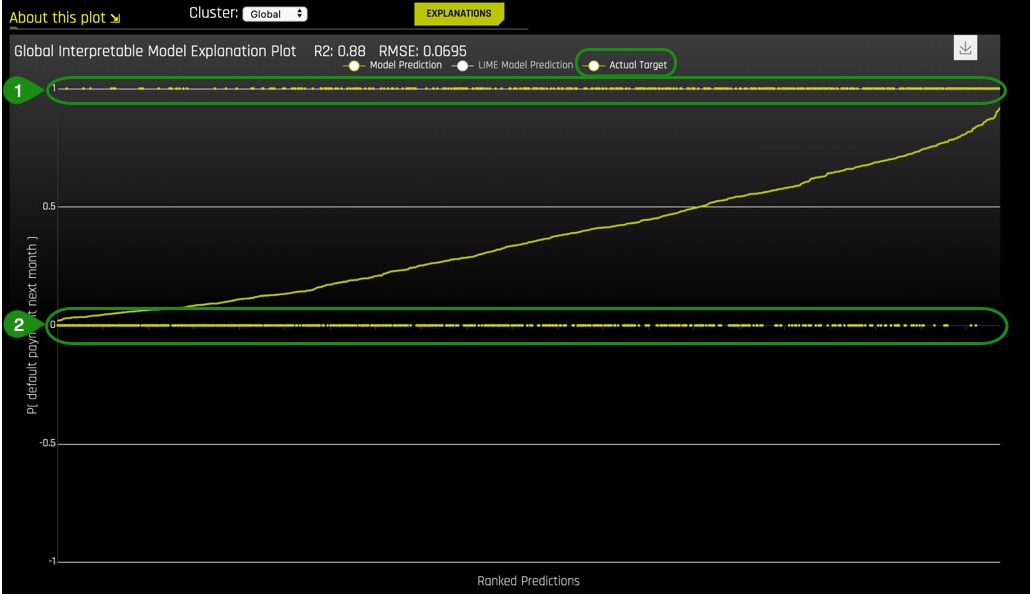 About this plot
Cluster: Global
EXPLANATIONS
Global Interpretable Model Explanation Plot R2: 0.88 RMSE: 0.0695
Model Prediction LIME Model Prediction Actual Target
1
1
0.5
P( default payment next month )
2
0
-0.5
-1
Ranked Predictions